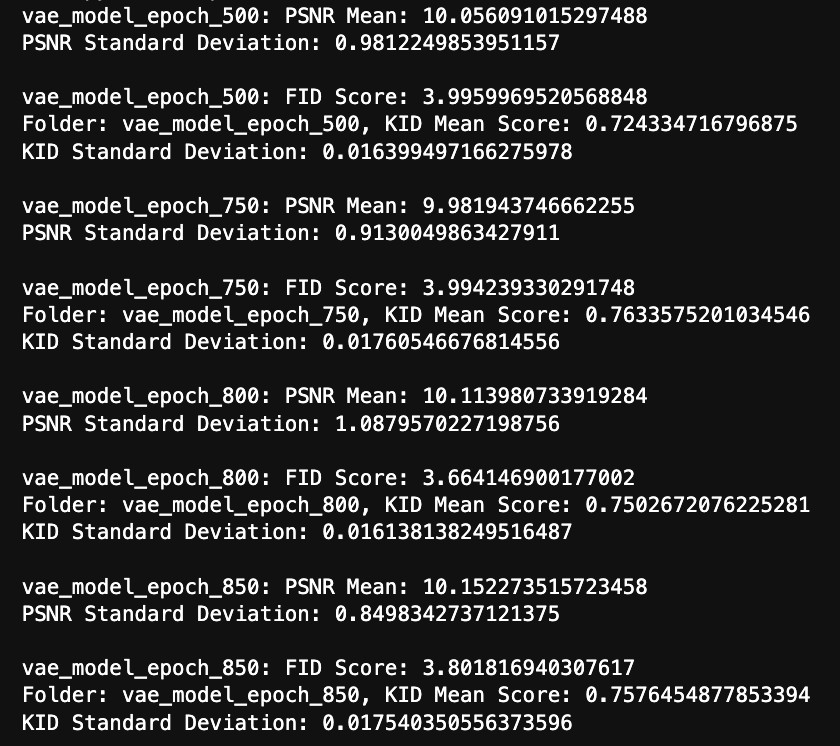 vae_model_epoch_500: PSNR Mean: 10.056091015297488
PSNR Standard Deviation: 0.9812249853951157
vae_model_epoch_500: FID Score: 3.9959969520568848
Folder: vae_model_epoch_500, KID Mean Score: 0.724334716796875
KID Standard Deviation: 0.016399497166275978
vae_model_epoch_750: PSNR Mean: 9.981943746662255
PSNR Standard Deviation: 0.9130049863427911
vae_model_epoch_750: FID Score: 3.994239330291748
Folder: vae_model_epoch_750, KID Mean Score: 0.7633575201034546
KID Standard Deviation: 0.01760546676814556
vae_model_epoch_800: PSNR Mean: 10.113980733919284
PSNR Standard Deviation: 1.0879570227198756
vae_model_epoch_800: FID Score: 3.664146900177002
Folder: vae_model_epoch_800, KID Mean Score: 0.7502672076225281
KID Standard Deviation: 0.016138138249516487
vae_model_epoch_850: PSNR Mean: 10.152273515723458
PSNR Standard Deviation: 0.8498342737121375
vae_model_epoch_850: FID Score: 3.801816940307617
Folder: vae_model_epoch_850, KID Mean Score: 0.7576454877853394
KID Standard Deviation: 0.017540350556373596